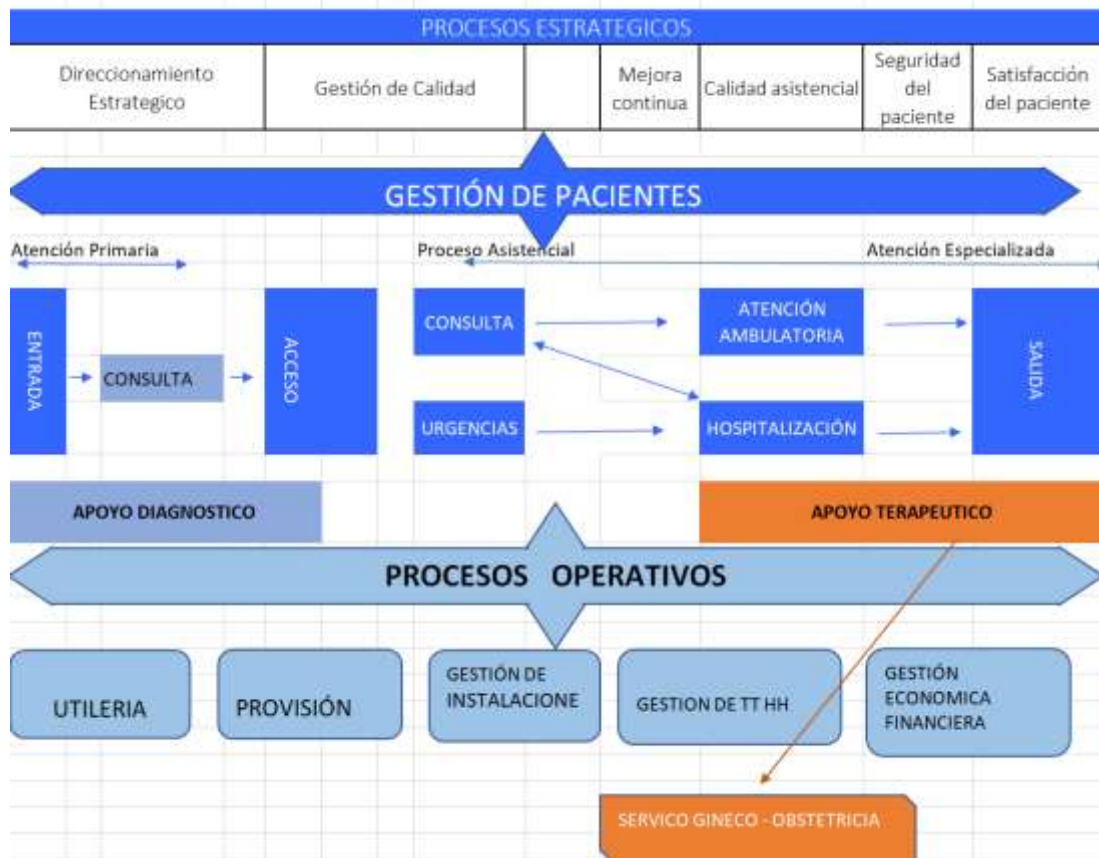 PROCESOS ESTRATEGICOS
Direccionamiento
Estrategico
Gestión de Calidad
Mejora
continua
Calidad asistencial
Seguridad
del
paciente
Satisfacción
del paciente
GESTIÓN DE PACIENTES
Atención Primaria
Proceso Asistencial
Atención Especializada
ENTRADA
CONSULTA
ACCESO
CONSULTA
ATENCIÓN
AMBULATORIA
SALIDA
URGENCIAS
HOSPITALIZACIÓN
APOYO DIAGNOSTICO
APOYO TERAPEUTICO
PROCESOS OPERATIVOS
UTILERIA
PROVISIÓN
GESTIÓN DE
INSTALACIONE
GESTION DE TT HH
GESTIÓN
ECONOMICA
FINANCIERA
SERVICO GINECO - OBSTETRICIA